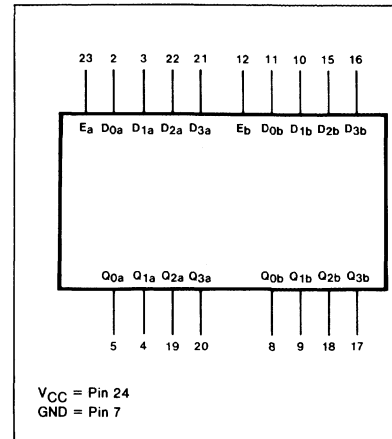 23 2 3 22 21 12 11 10 15 16
Ea D0a D1a D2a D3a Eb D0b D1b D2b D3b
Q0a Q1a Q2a Q3a Q0b Q1b Q2b Q3b
5 4 19 20 8 9 18 17
VCC = Pin 24
GND = Pin 7